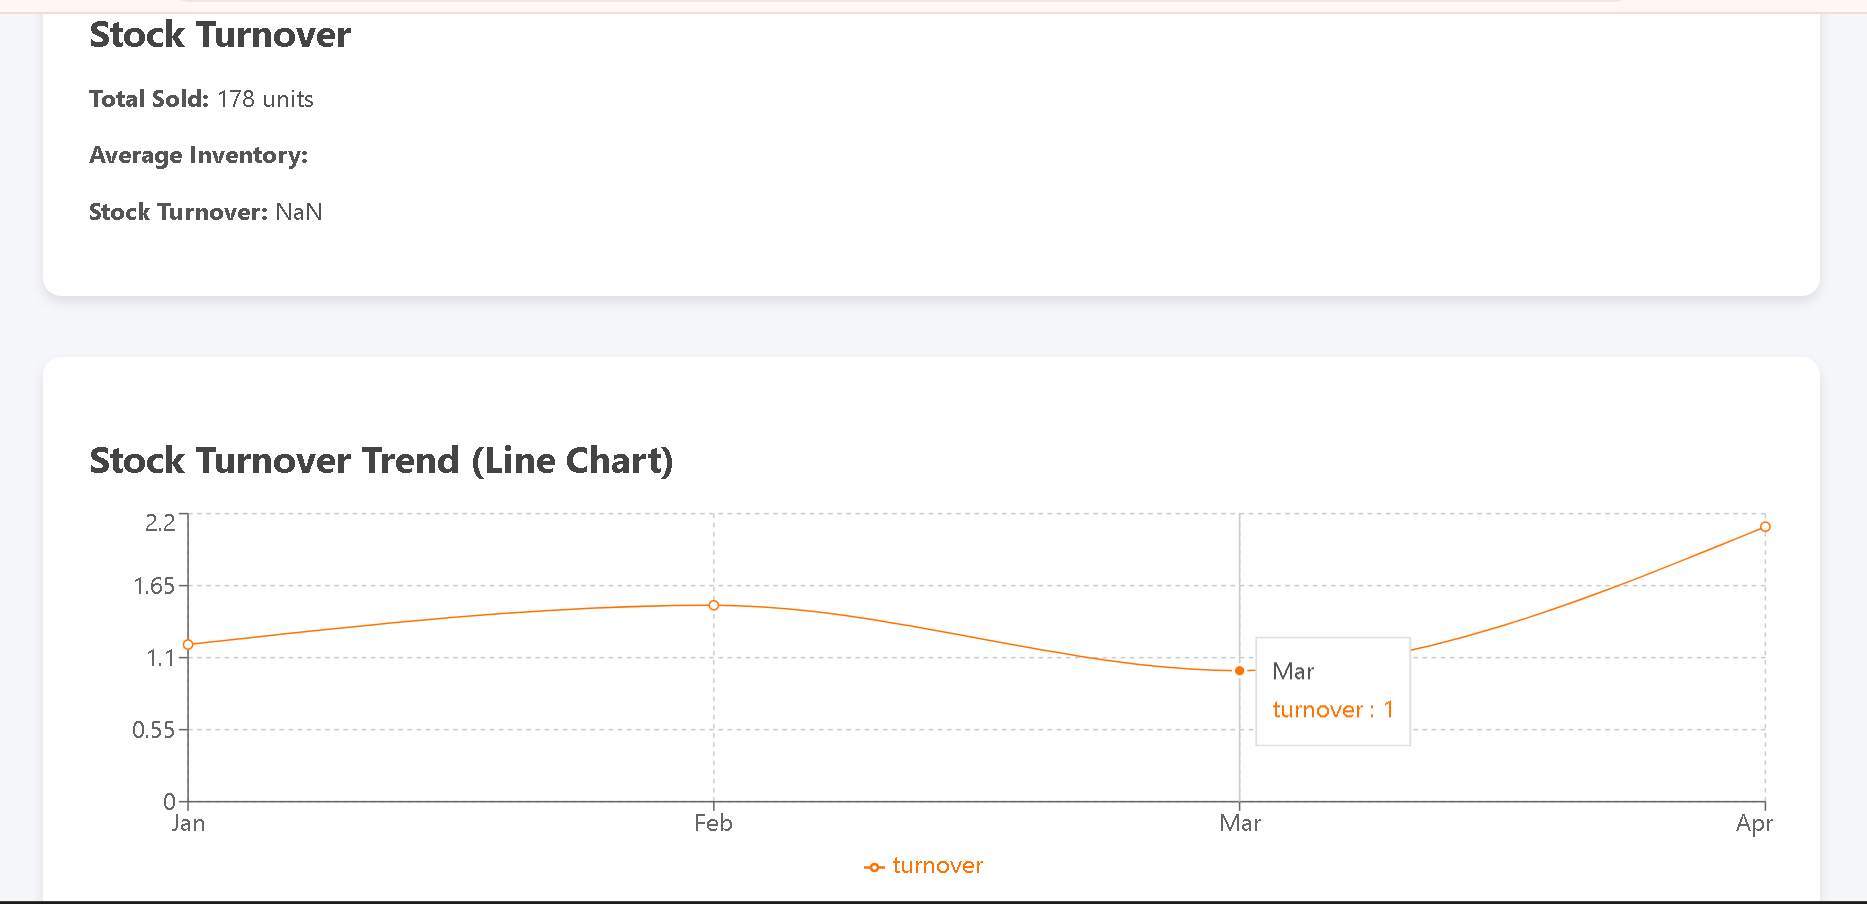 Stock Turnover
Total Sold: 178 units
Average Inventory:
Stock Turnover: NaN
Stock Turnover Trend (Line Chart)
2.2
1.65
1.1
0.55
0
Mar
turnover : 1
Jan
Feb
Mar
Apr
turnover